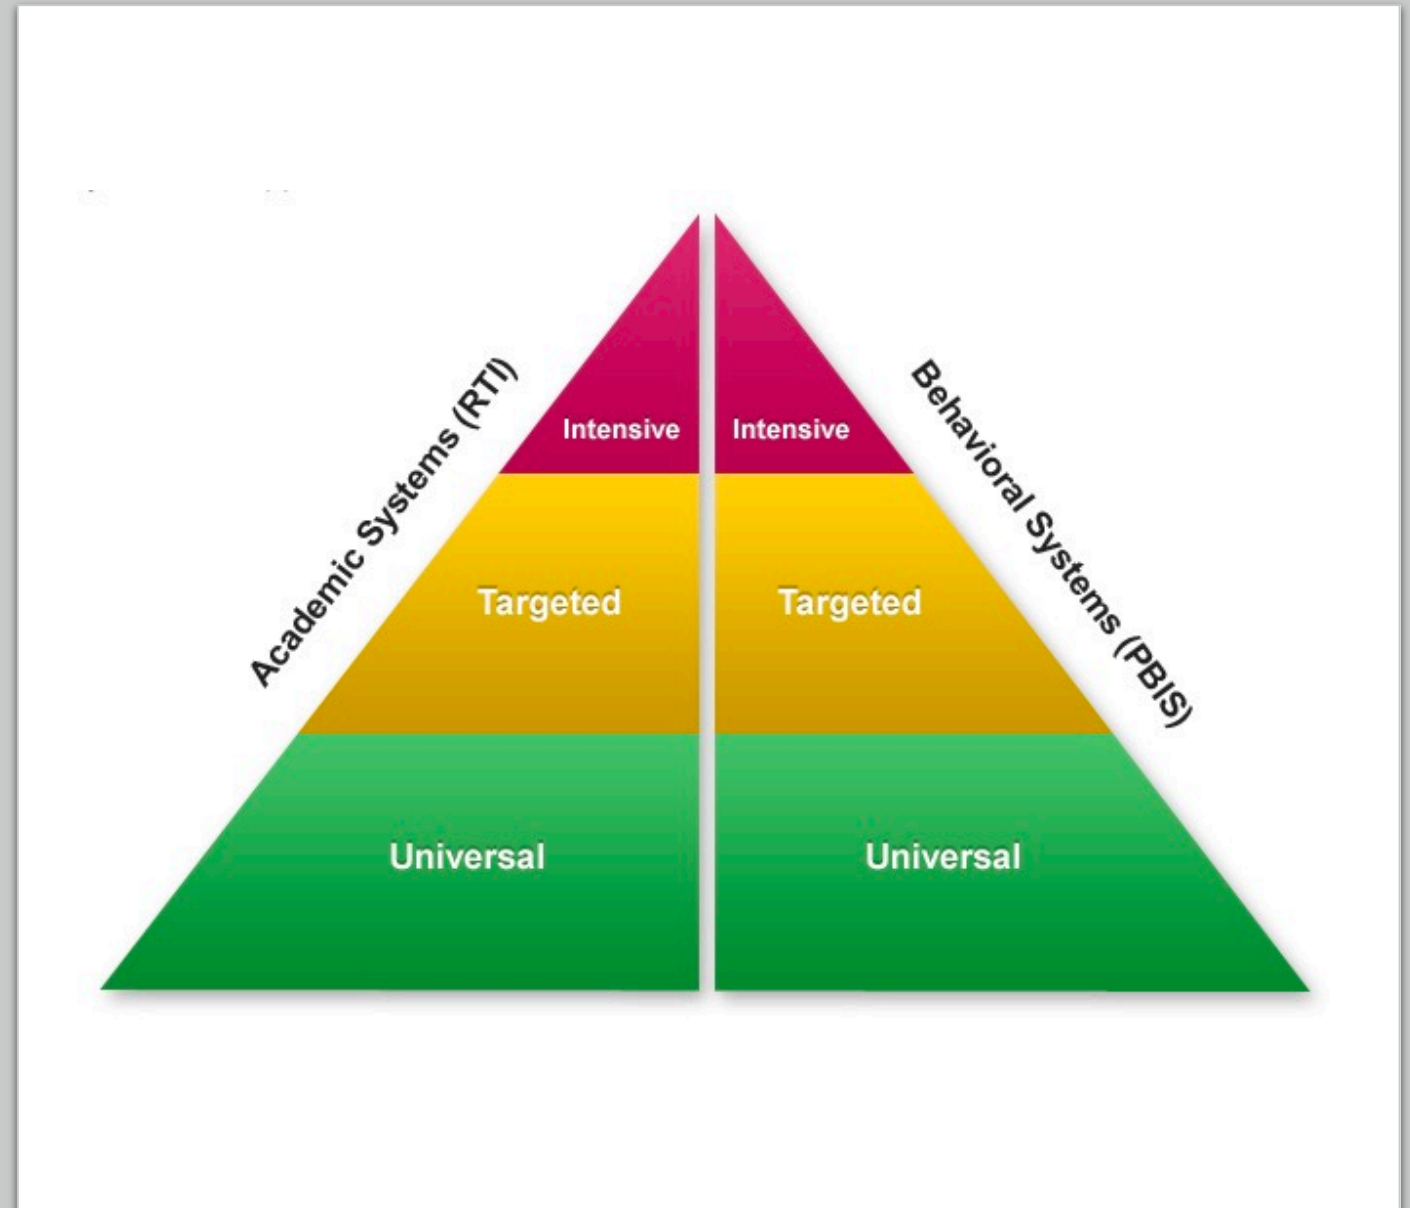 Academic Systems (RTI)
Behavioral Systems (PBIS)
Intensive
Intensive
Targeted
Targeted
Universal
Universal